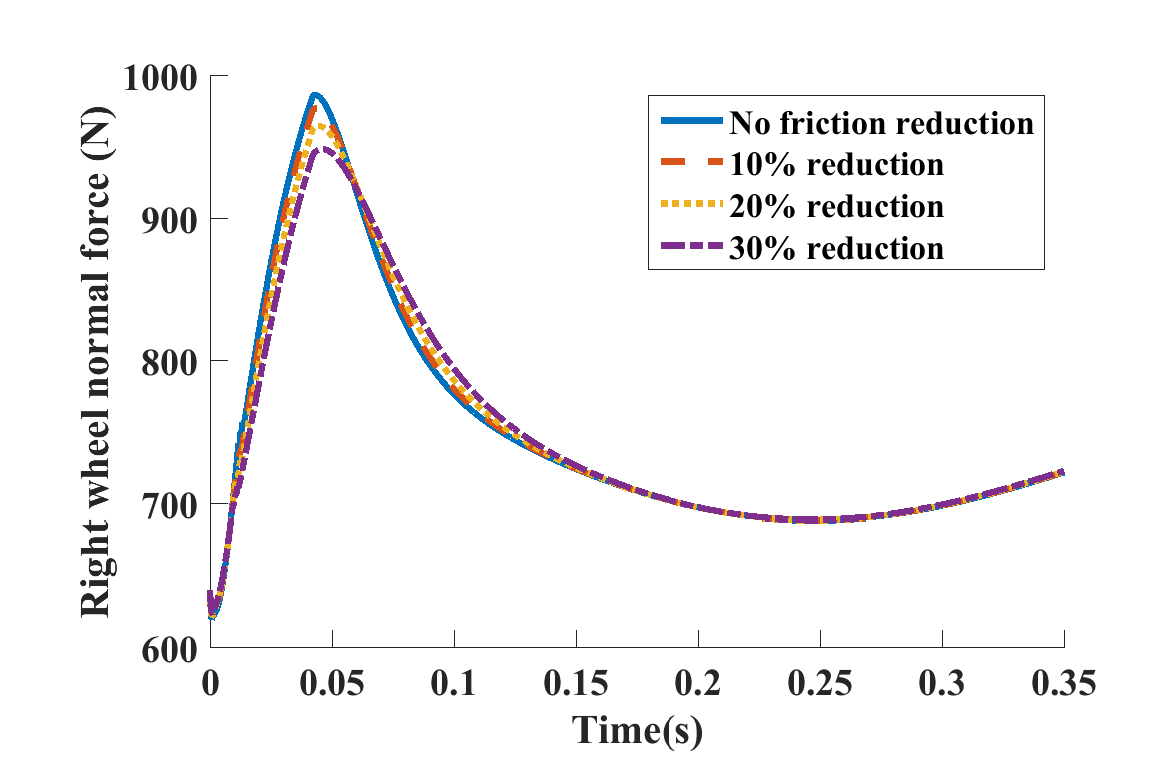 1000
900
800
700
600
Right wheel normal force (N)
No friction reduction
10% reduction
20% reduction
30% reduction
0 0.05 0.1 0.15 0.2 0.25 0.3 0.35
Time(s)